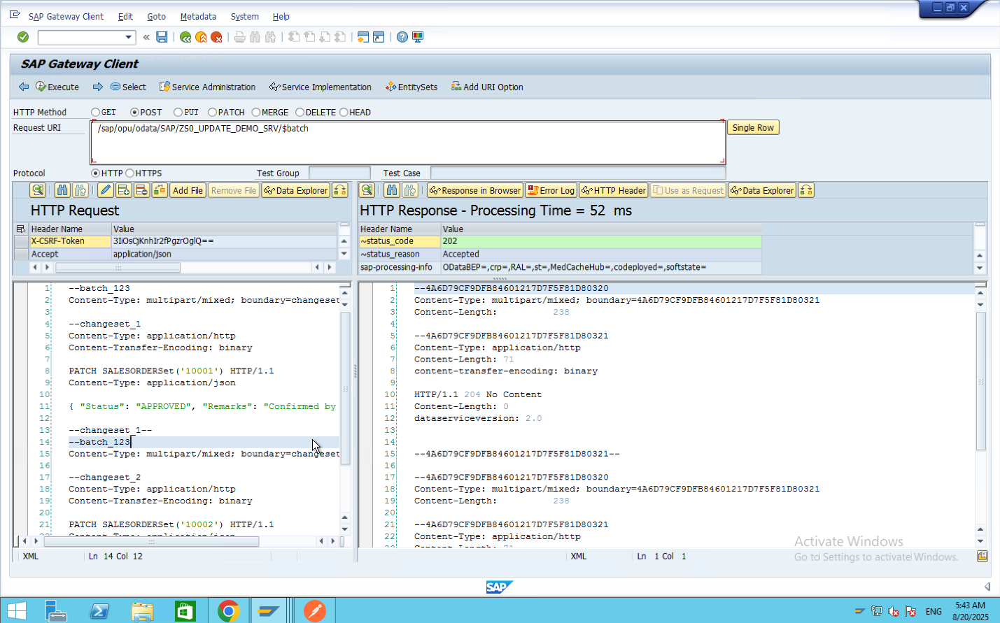 SAP Gateway Client Edit Goto Metadata System Help
SAP Gateway Client
Execute Select Service Administration Service Implementation EntitySets Add URI Option
HTTP Method GET POST PUT PATCH MERGE DELETE HEAD
Request URI /sap/opu/odata/SAP/ZS0_UPDATE_DEMO_SRV/$batch Single Row
Protocol HTTP HTTPS Test Group Test Case
Add File Remove File Data Explorer
HTTP Request
Header Name Value
X-CSRF-Token 3IiOsCjKnhIr2fPgzrOglQ==
Accept application/json
1 --batch_123
2 Content-Type: multipart/mixed; boundary=changeset
3
4 --changeset_1
5 Content-Type: application/http
6 Content-Transfer-Encoding: binary
7
8 PATCH SALESORDERSet('10001') HTTP/1.1
9 Content-Type: application/json
10
11 { "Status": "APPROVED", "Remarks": "Confirmed by
12
13 --changeset_1--
14 --batch_123
15 Content-Type: multipart/mixed; boundary=changeset
16
17 --changeset_2
18 Content-Type: application/http
19 Content-Transfer-Encoding: binary
20
21 PATCH SALESORDERSet('10002') HTTP/1.1
22 Content-Type: application/json
XML Ln 14 Col 12
Response in Browser Error Log HTTP Header Use as Request Data Explorer
HTTP Response - Processing Time = 52 ms
Header Name Value
~status_code 202
~status_reason Accepted
sap-processing-info ODataBEP=,crp=,RAL=,st=,MedCacheHub=,codeployed=,softstate=
1 --4A6D79CF9DFB84601217D7F5F81D80320
2 Content-Type: multipart/mixed; boundary=4A6D79CF9DFB84601217D7F5F81D80321
3 Content-Length: 238
4
5 --4A6D79CF9DFB84601217D7F5F81D80321
6 Content-Type: application/http
7 Content-Length: 71
8 content-transfer-encoding: binary
9
10 HTTP/1.1 204 No Content
11 Content-Length: 0
12 dataserviceversion: 2.0
13
14
15 --4A6D79CF9DFB84601217D7F5F81D80321--
16
17 --4A6D79CF9DFB84601217D7F5F81D80320
18 Content-Type: multipart/mixed; boundary=4A6D79CF9DFB84601217D7F5F81D80321
19 Content-Length: 238
20
21 --4A6D79CF9DFB84601217D7F5F81D80321
22 Content-Type: application/http
23 Content-Length: 71
XML Ln 1 Col 1
Activate Windows
Go to Settings to activate Windows.
SAP
ENG
5:43 AM
8/20/2025